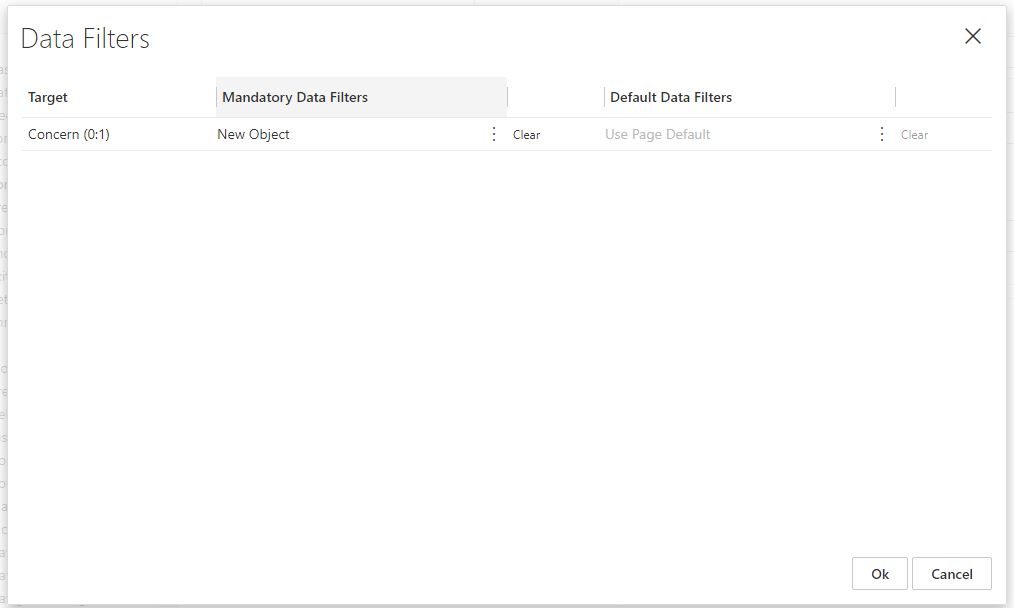 Data Filters
Target Mandatory Data Filters Default Data Filters
Concern (0:1) New Object Clear Use Page Default Clear
Ok Cancel